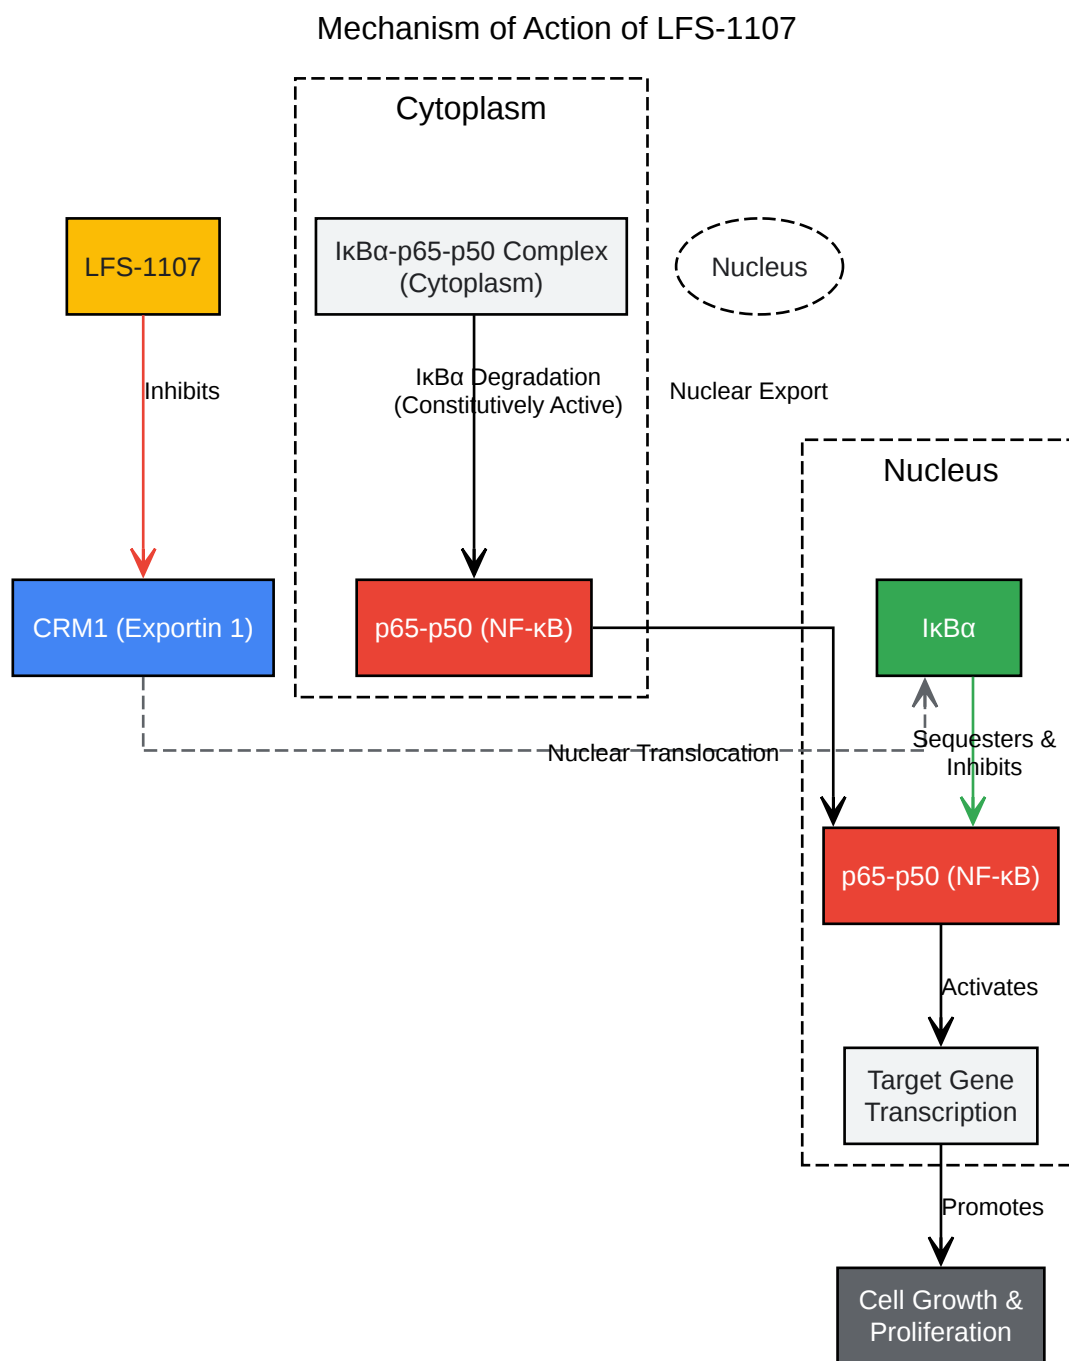 Mechanism of Action of LFS-1107
Cytoplasm
LFS-1107
IκBα-p65-p50 Complex
(Cytoplasm)
Nucleus
Inhibits
IκBα Degradation
(Constitutively Active)
Nuclear Export
Nucleus
CRM1 (Exportin 1)
p65-p50 (NF-κB)
IκBα
Nuclear Translocation
Sequesters &
Inhibits
p65-p50 (NF-κB)
Activates
Target Gene
Transcription
Promotes
Cell Growth &
Proliferation